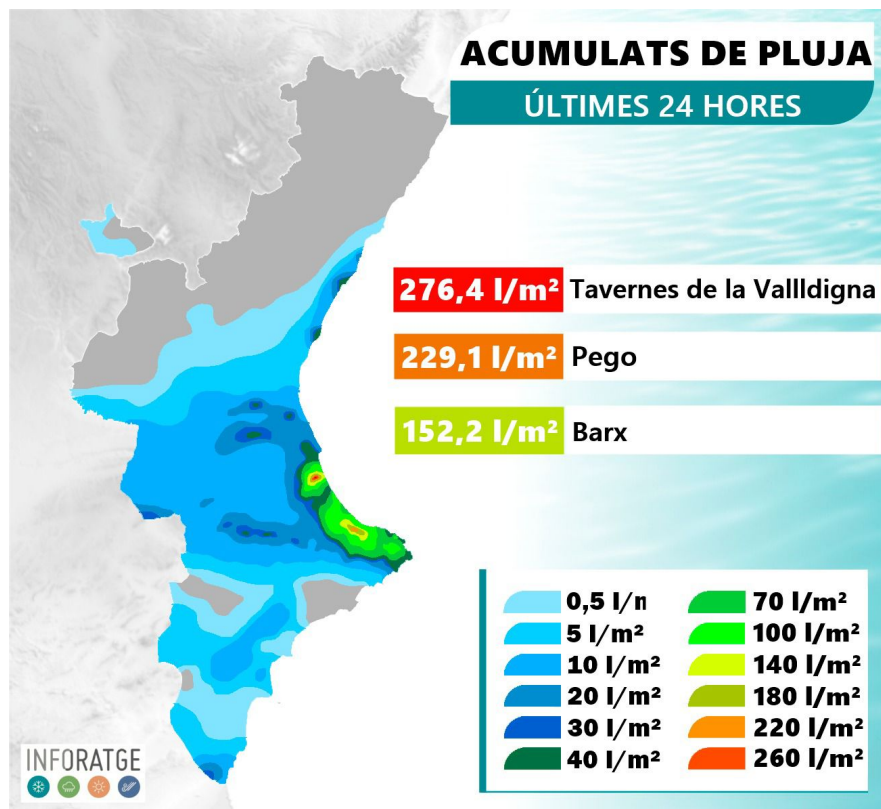 ACUMULATS DE PLUJA
ÚLTIMES 24 HORES
276,4 l/m² Tavernes de la Vallldigna
229,1 l/m² Pego
152,2 l/m² Barx
0,5 l/n
5 l/m²
10 l/m²
20 l/m²
30 l/m²
40 l/m²
70 l/m²
100 l/m²
140 l/m²
180 l/m²
220 l/m²
260 l/m²
INFORATGE